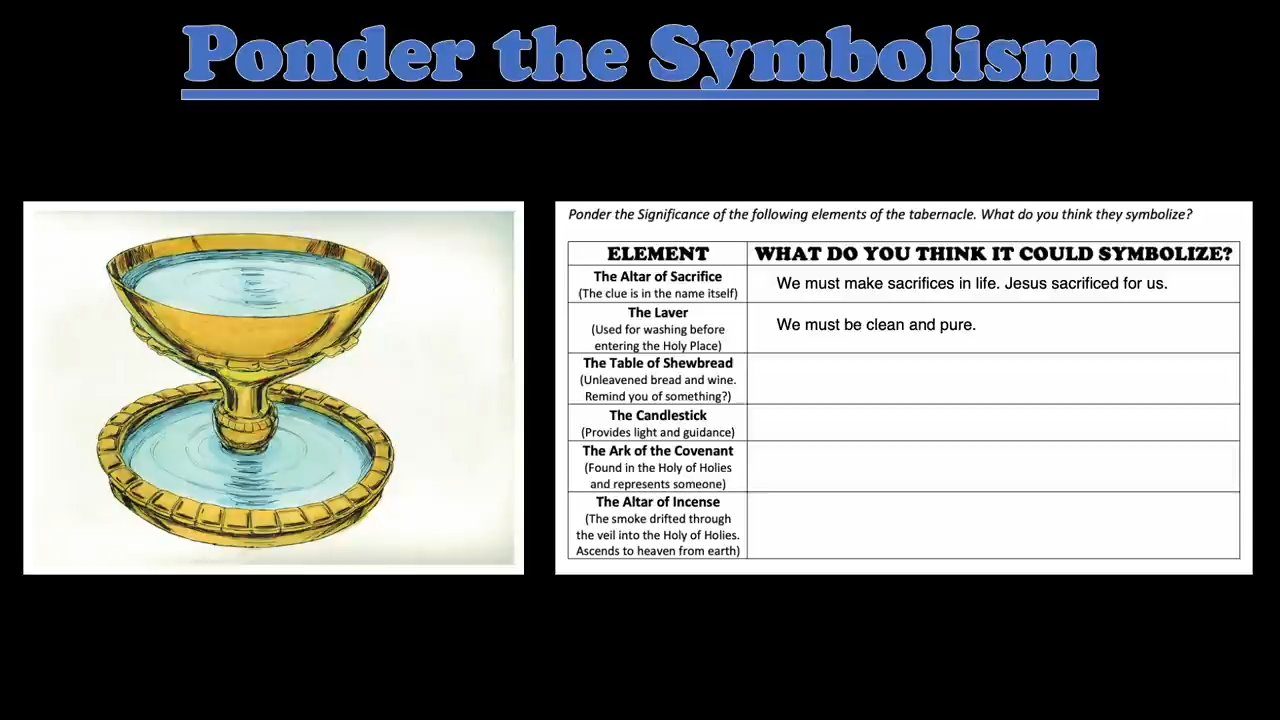 Ponder the Symbolism
Ponder the Significance of the following elements of the tabernacle. What do you think they symbolize?
ELEMENT
WHAT DO YOU THINK IT COULD SYMBOLIZE?
The Altar of Sacrifice
(The clue is in the name itself)
We must make sacrifices in life. Jesus sacrificed for us.
The Laver
(Used for washing before
entering the Holy Place)
We must be clean and pure.
The Table of Shewbread
(Unleavened bread and wine.
Remind you of something?)
The Candlestick
(Provides light and guidance)
The Ark of the Covenant
(Found in the Holy of Holies
and represents someone)
The Altar of Incense
(The smoke drifted through
the veil into the Holy of Holies.
Ascends to heaven from earth)